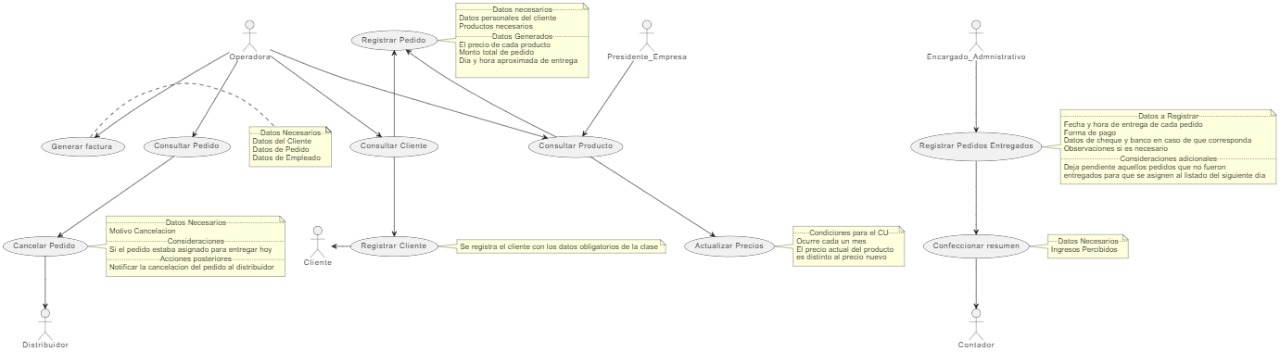 Datos necesarios
Datos personales del cliente
Productos necesarios
Datos Generados
El precio de cada producto
Monto total de pedido
Dia y hora aproximada de entrega
Registrar Pedido
Operadora
Presidente_Empresa
Encargado_Admnistrativo
Generar factura
Consultar Pedido
Datos Necesarios
Datos del Cliente
Datos de Pedido
Datos de Empleado
Consultar Cliente
Consultar Producto
Registrar Pedidos Entregados
Datos a Registrar
Fecha y hora de entrega de cada pedido
Forma de pago
Datos de cheque y banco en caso de que corresponda
Observaciones si es necesario
Consideraciones adicionales
Deja pendiente aquellos pedidos que no fueron
entregados para que se asignen al listado del siguiente dia
Cancelar Pedido
Datos Necesarios
Motivo Cancelacion
Consideraciones
Si el pedido estaba asignado para entregar hoy
Acciones posteriores
Notificar la cancelacion del pedido al distribuidor
Cliente
Registrar Cliente
Se registra el cliente con los datos obligatorios de la clase
Actualizar Precios
Condiciones para el CU
Ocurre cada un mes
El precio actual del producto
es distinto al precio nuevo
Confeccionar resumen
Datos Necesarios
Ingresos Percibidos
Distribuidor
Contador